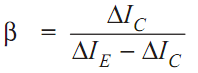 β = ΔI_C / (ΔI_E − ΔI_C)